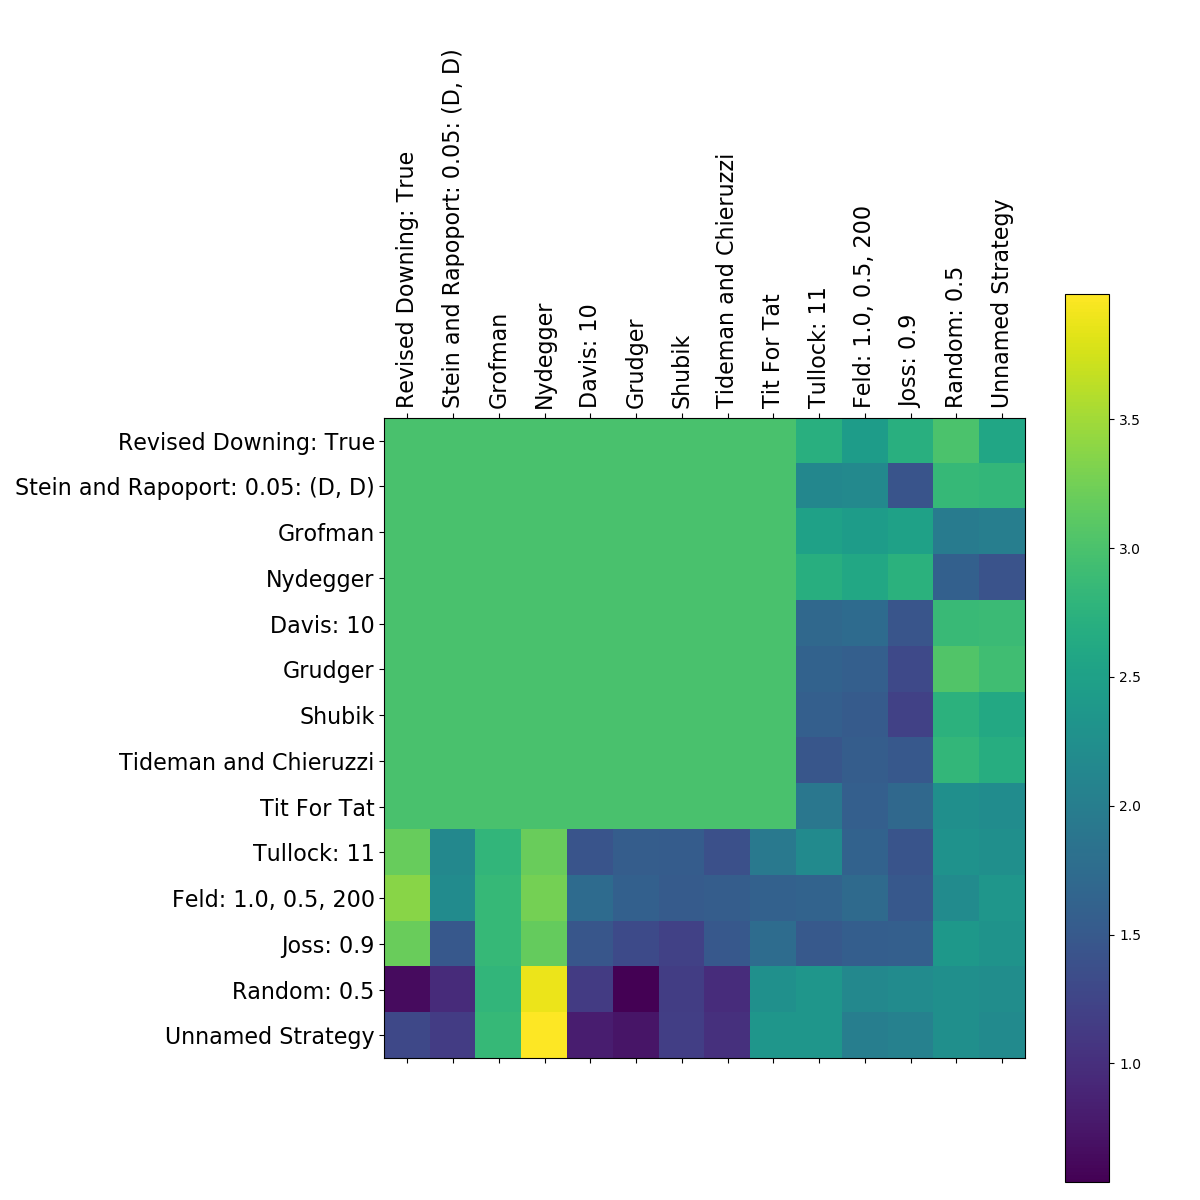 Revised Downing: True
Stein and Rapoport: 0.05: (D, D)
Grofman
Nydegger
Davis: 10
Grudger
Shubik
Tideman and Chieruzzi
Tit For Tat
Tullock: 11
Feld: 1.0, 0.5, 200
Joss: 0.9
Random: 0.5
Unnamed Strategy
Revised Downing: True
Stein and Rapoport: 0.05: (D, D)
Grofman
Nydegger
Davis: 10
Grudger
Shubik
Tideman and Chieruzzi
Tit For Tat
Tullock: 11
Feld: 1.0, 0.5, 200
Joss: 0.9
Random: 0.5
Unnamed Strategy
3.5
3.0
2.5
2.0
1.5
1.0